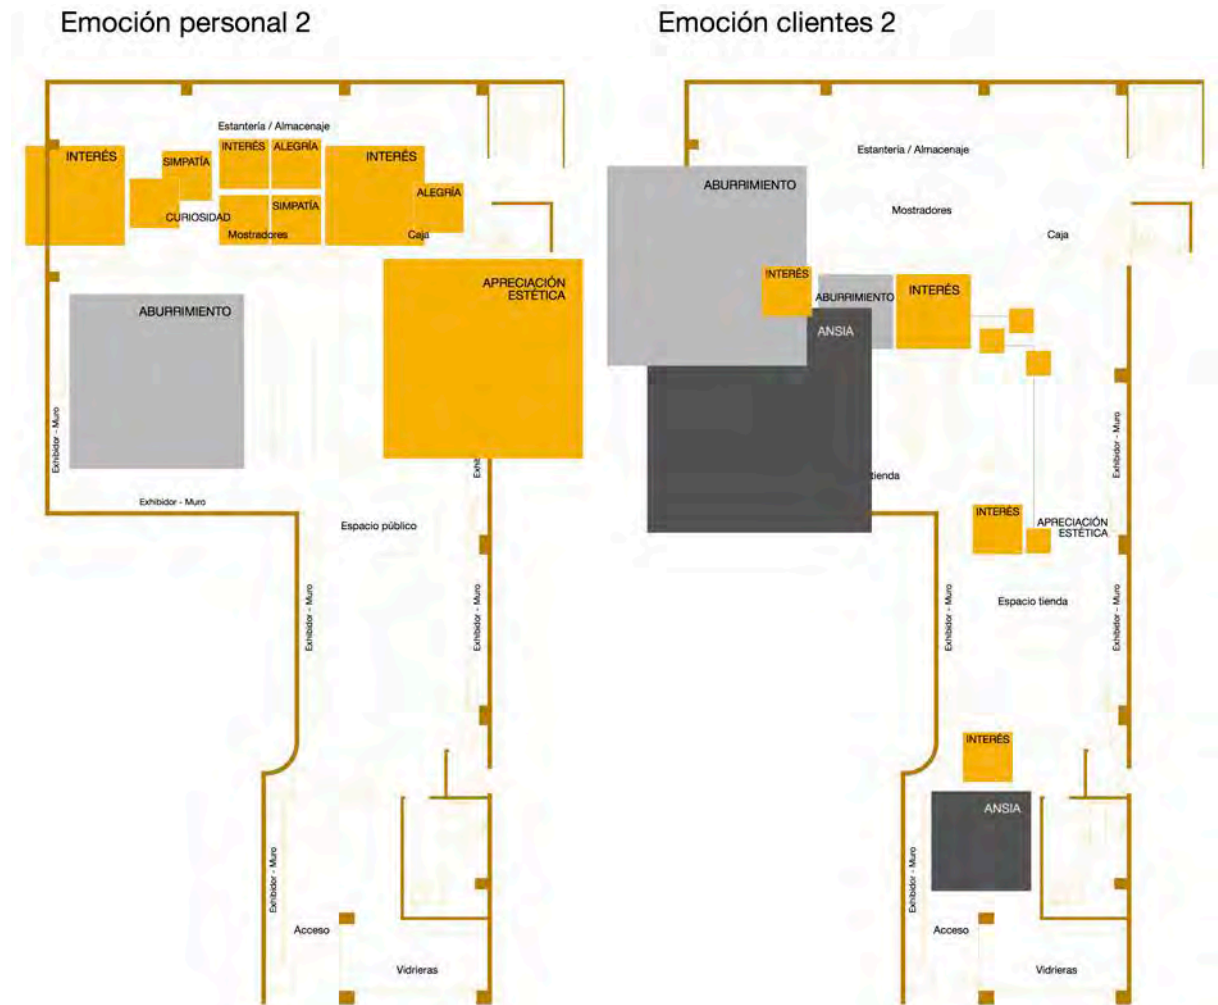 Emoción personal 2
Estantería / Almacenaje
INTERÉS
SIMPATÍA
INTERÉS
ALEGRÍA
INTERÉS
ALEGRÍA
CURIOSIDAD
SIMPATÍA
Mostradores
Caja
APRECIACIÓN
ESTÉTICA
ABURRIMIENTO
Exhibidor - Muro
Exhibidor - Muro
Espacio público
Exhibidor - Muro
Exhibidor - Muro
Exhibidor - Muro
Acceso
Vidrieras
Emoción clientes 2
Estantería / Almacenaje
ABURRIMIENTO
Mostradores
Caja
INTERÉS
ABURRIMIENTO
INTERÉS
ANSIA
Exhibidor - Muro
tienda
INTERÉS
APRECIACIÓN
ESTÉTICA
Espacio tienda
Exhibidor - Muro
Exhibidor - Muro
INTERÉS
ANSIA
Exhibidor - Muro
Acceso
Vidrieras